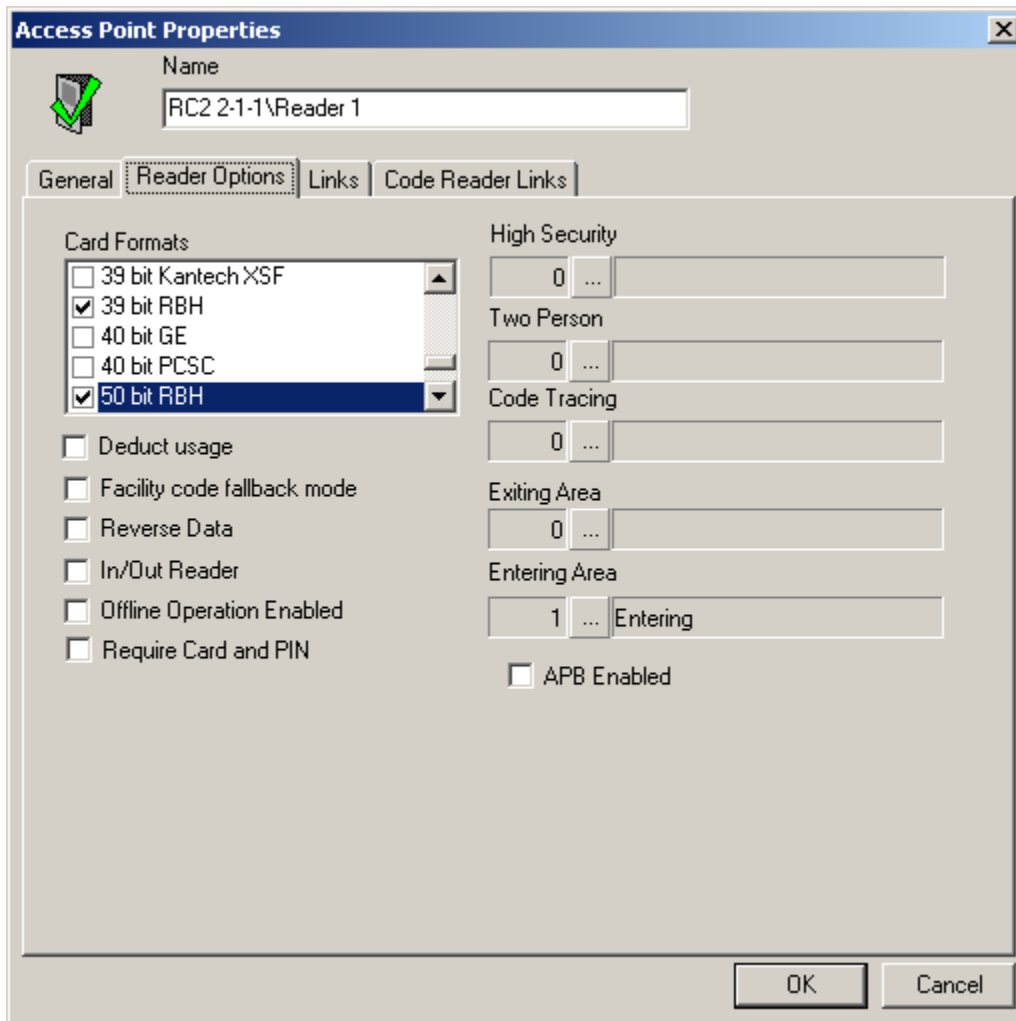 Access Point Properties
Name
RC2 2-1-1\Reader 1
General Reader Options Links Code Reader Links
Card Formats
39 bit Kantech XSF
39 bit RBH
40 bit GE
40 bit PCSC
50 bit RBH
Deduct usage
Facility code fallback mode
Reverse Data
In/Out Reader
Offline Operation Enabled
Require Card and PIN
High Security
0 ...
Two Person
0 ...
Code Tracing
0 ...
Exiting Area
0 ...
Entering Area
1 ... Entering
APB Enabled
OK Cancel